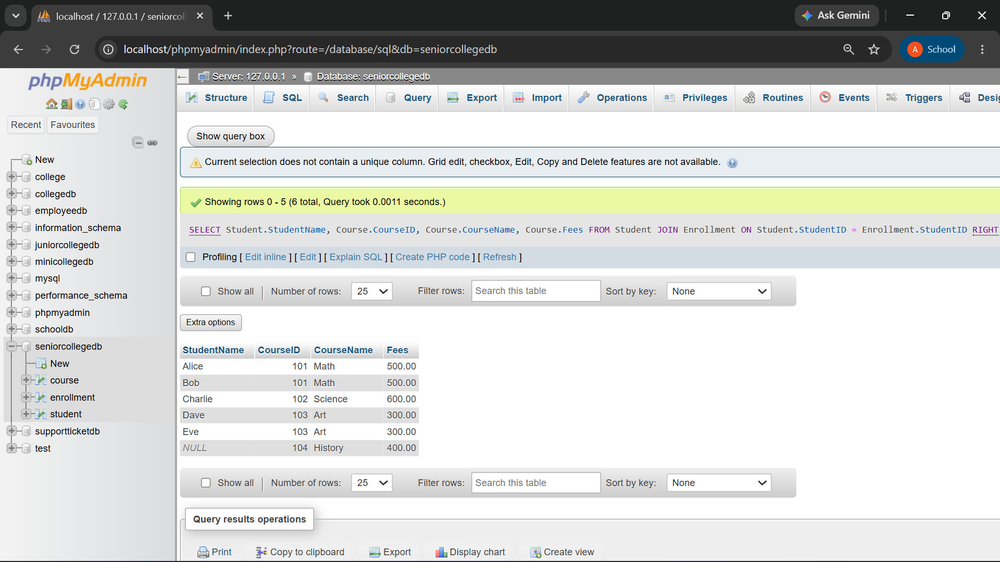 localhost / 127.0.0.1 / seniorcoll
Ask Gemini
localhost/phpmyadmin/index.php?route=/database/sql&db=seniorcollegedb
A School
phpMyAdmin
Recent Favourites
New
college
collegedb
employeedb
information_schema
juniorcollegedb
minicollegedb
mysql
performance_schema
phpmyadmin
schooldb
seniorcollegedb
New
course
enrollment
student
supportticketdb
test
Server: 127.0.0.1 » Database: seniorcollegedb
Structure SQL Search Query Export Import Operations Privileges Routines Events Triggers Desig
Show query box
Current selection does not contain a unique column. Grid edit, checkbox, Edit, Copy and Delete features are not available.
Showing rows 0 - 5 (6 total, Query took 0.0011 seconds.)
SELECT Student.StudentName, Course.CourseID, Course.CourseName, Course.Fees FROM Student JOIN Enrollment ON Student.StudentID = Enrollment.StudentID RIGHT
Profiling [ Edit inline ] [ Edit ] [ Explain SQL ] [ Create PHP code ] [ Refresh ]
Show all Number of rows: 25 Filter rows: Search this table Sort by key: None
Extra options
StudentName CourseID CourseName Fees
Alice 101 Math 500.00
Bob 101 Math 500.00
Charlie 102 Science 600.00
Dave 103 Art 300.00
Eve 103 Art 300.00
NULL 104 History 400.00
Show all Number of rows: 25 Filter rows: Search this table Sort by key: None
Query results operations
Print Copy to clipboard Export Display chart Create view